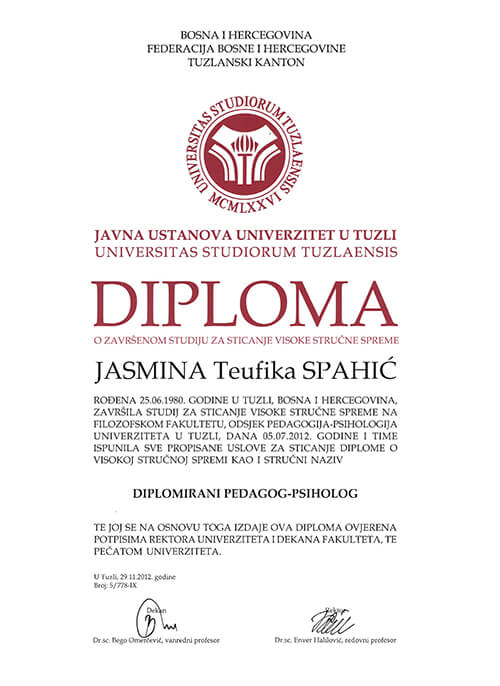 BOSNA I HERCEGOVINA
FEDERACIJA BOSNE I HERCEGOVINE
TUZLANSKI KANTON
UNIVERSITAS STUDIORUM TUZLAENSIS
MCMLXXVI
JAVNA USTANOVA UNIVERZITET U TUZLI
UNIVERSITAS STUDIORUM TUZLAENSIS
DIPLOMA
O ZAVRŠENOM STUDIJU ZA STICANJE VISOKE STRUČNE SPREME
JASMINA Teufika SPAHIĆ
ROĐENA 25.06.1980. GODINE U TUZLI, BOSNA I HERCEGOVINA,
ZAVRŠILA STUDIJ ZA STICANJE VISOKE STRUČNE SPREME NA
FILOZOFSKOM FAKULTETU, ODSJEK PEDAGOGIJA-PSIHOLOGIJA
UNIVERZITETA U TUZLI, DANA 05.07.2012. GODINE I TIME
ISPUNILA SVE PROPISANE USLOVE ZA STICANJE DIPLOME O
VISOKOJ STRUČNOJ SPREMI KAO I STRUČNI NAZIV
DIPLOMIRANI PEDAGOG-PSIHOLOG
TE JOJ SE NA OSNOVU TOGA IZDAJE OVA DIPLOMA OVJERENA
POTPISIMA REKTORA UNIVERZITETA I DEKANA FAKULTETA, TE
PEČATOM UNIVERZITETA.
U Tuzli, 29.11.2012. godine
Broj: 5/778-IX
Dekan
Rektor
Dr.sc. Bego Omerčević, vanredni profesor
Dr.sc. Enver Halilović, redovni profesor